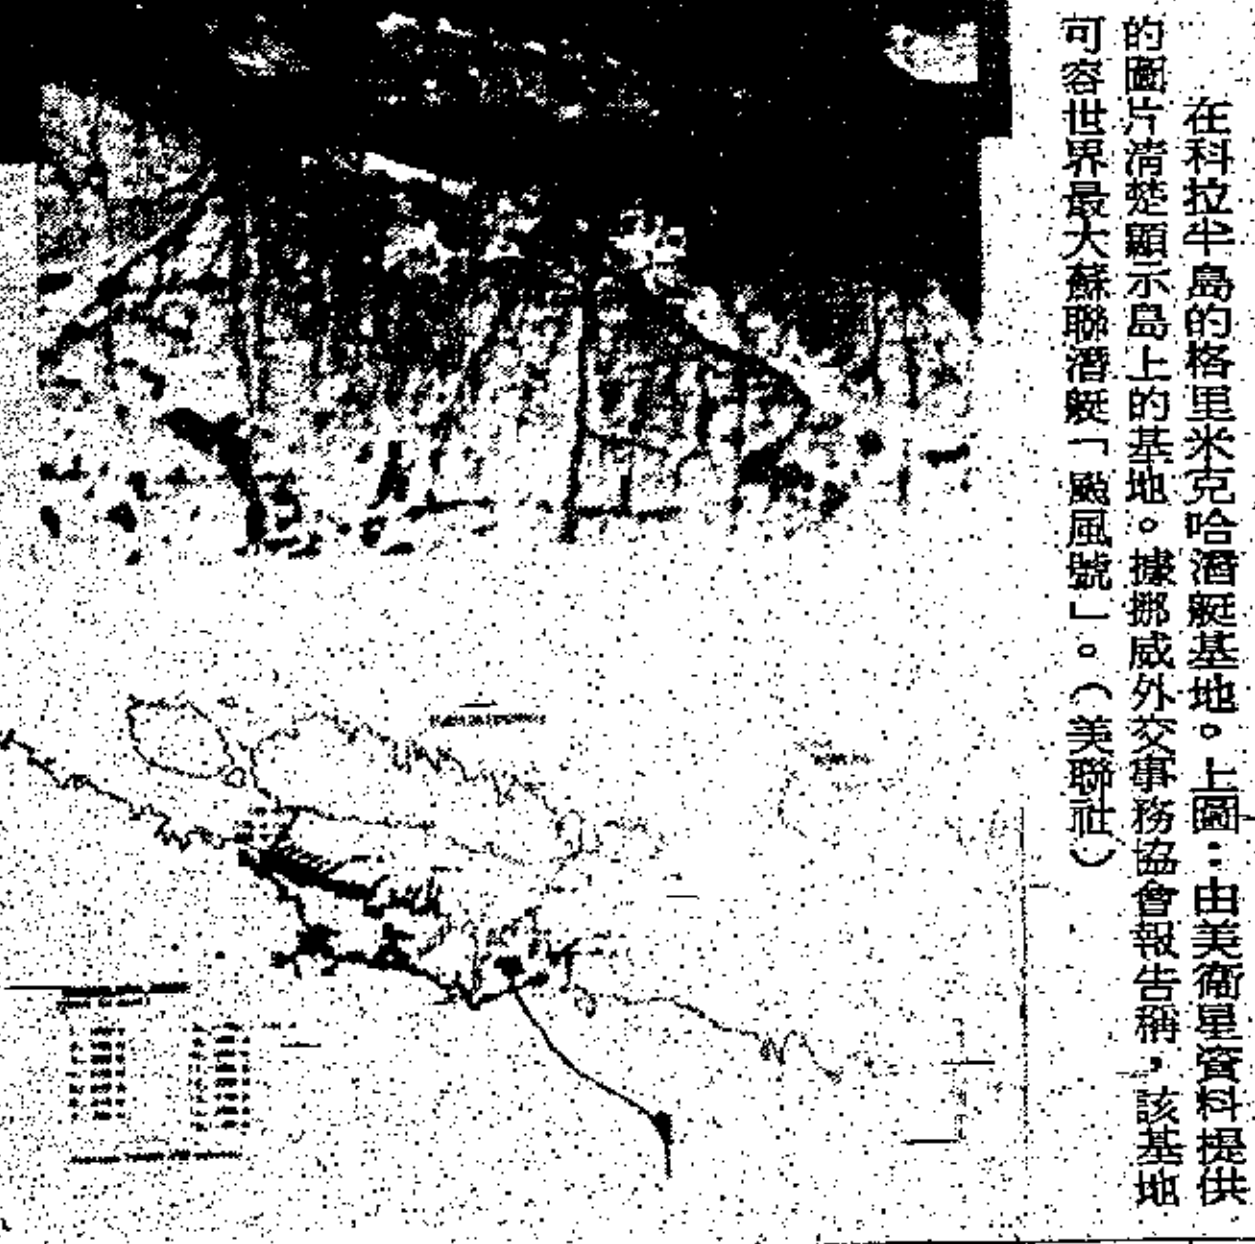 在科拉半島的格里米克哈潛艇基地。上圖：由美衞星資料提供
的圖片清楚顯示島上的基地。據挪威外交事務協會報告稱，該基地
可容世界最大蘇聯潛艇「颱風號」。（美聯社）